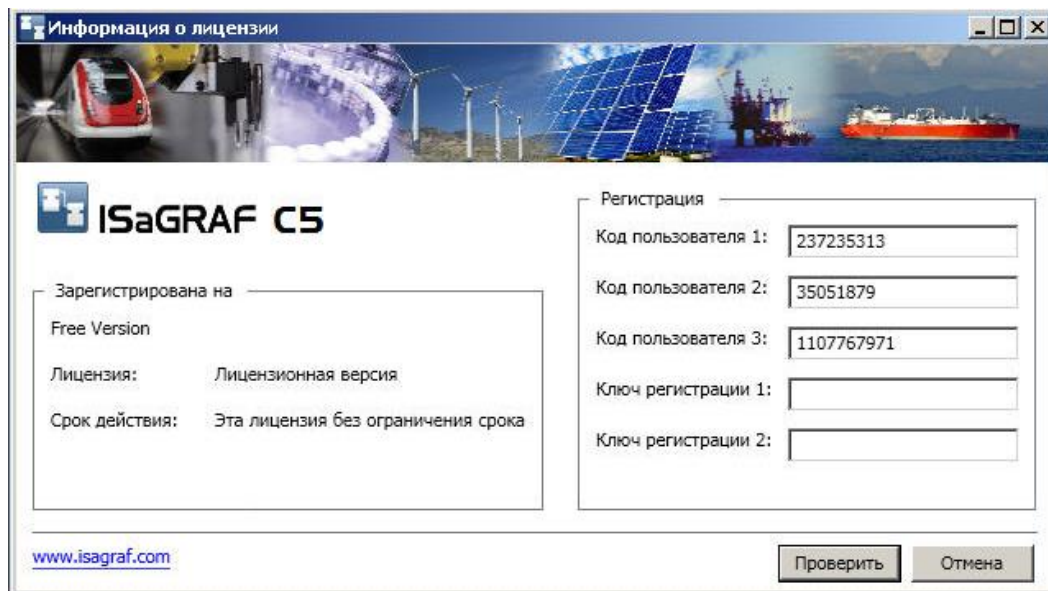 Информация о лицензии
ISaGRAF C5
Зарегистрирована на
Free Version
Лицензия: Лицензионная версия
Срок действия: Эта лицензия без ограничения срока
Регистрация
Код пользователя 1: 237235313
Код пользователя 2: 35051879
Код пользователя 3: 1107767971
Ключ регистрации 1:
Ключ регистрации 2:
www.isagraf.com
Проверить Отмена